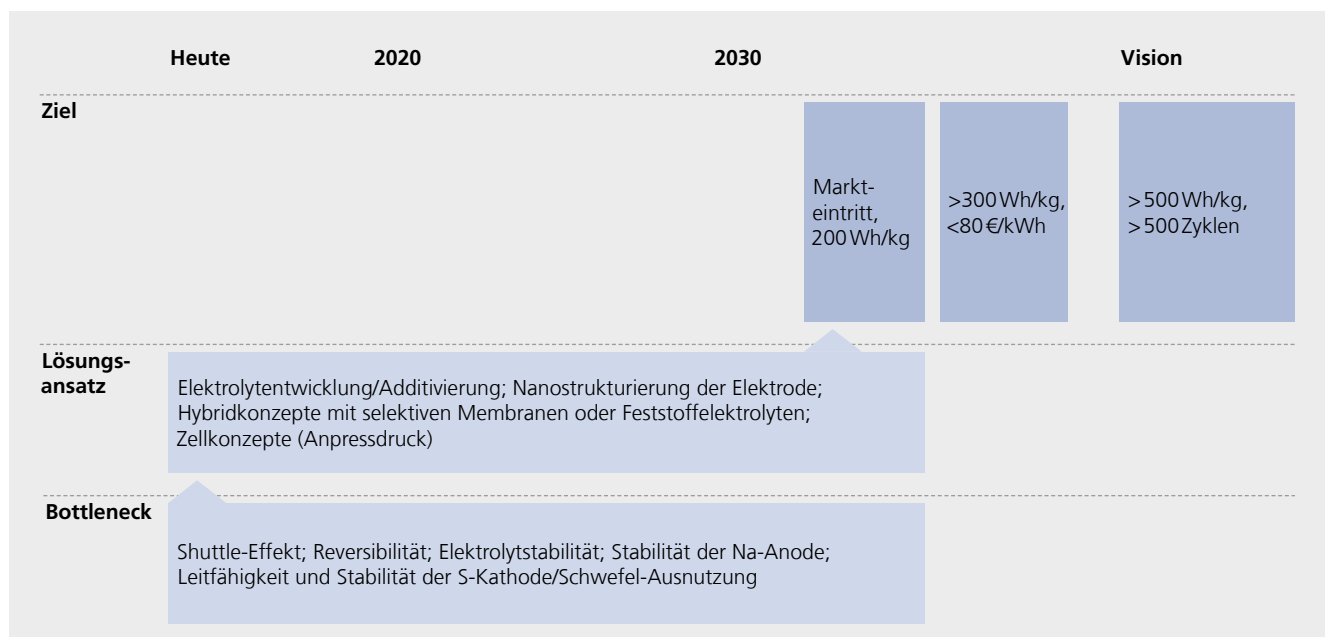 Heute 2020 2030 Vision
Ziel
Markt-
eintritt,
200 Wh/kg
>300 Wh/kg,
<80 €/kWh
>500 Wh/kg,
>500 Zyklen
Lösungs-
ansatz
Elektrolytentwicklung/Additivierung; Nanostrukturierung der Elektrode;
Hybridkonzepte mit selektiven Membranen oder Feststoffelektrolyten;
Zellkonzepte (Anpressdruck)
Bottleneck
Shuttle-Effekt; Reversibilität; Elektrolytstabilität; Stabilität der Na-Anode;
Leitfähigkeit und Stabilität der S-Kathode/Schwefel-Ausnutzung